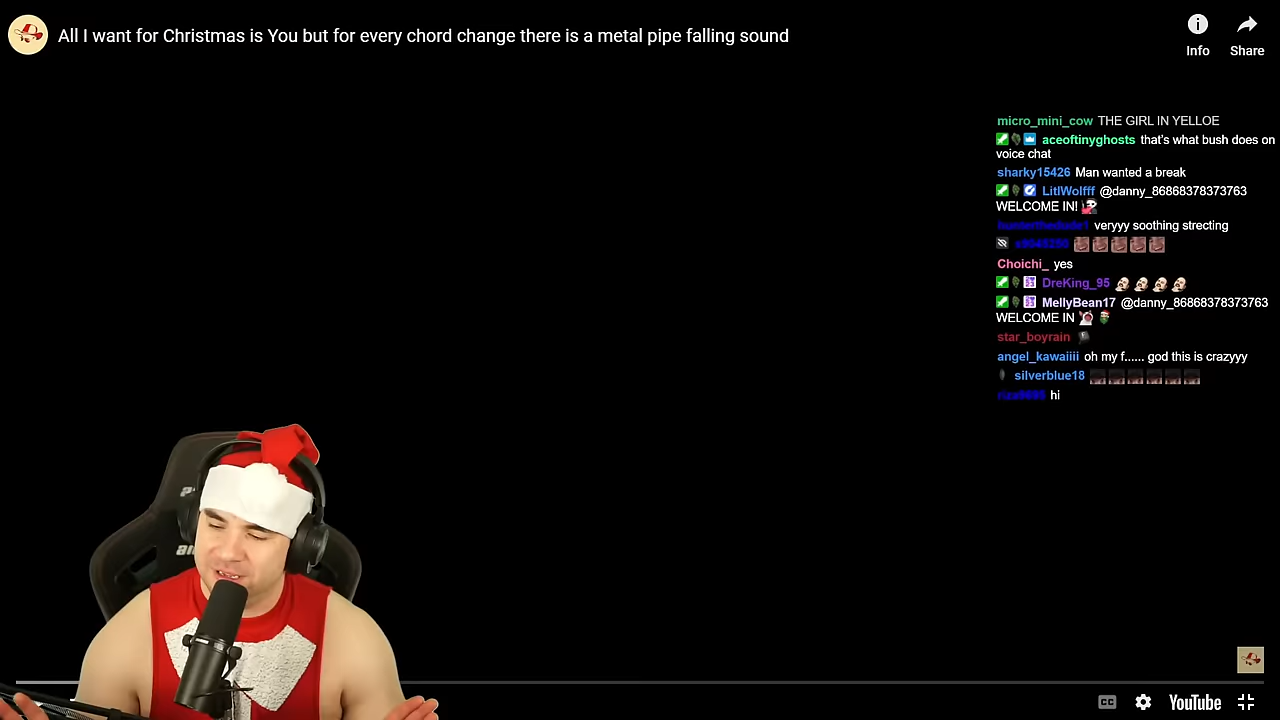 All I want for Christmas is You but for every chord change there is a metal pipe falling sound
Info
Share
micro_mini_cow THE GIRL IN YELLOE
aceoftinyghosts that's what bush does on
voice chat
sharky15426 Man wanted a break
LitlWolfff @danny_86868378373763
WELCOME IN!
veryyy soothing strecting
Choichi_ yes
DreKing_95
MellyBean17 @danny_86868378373763
WELCOME IN
star_boyrain
angel_kawaiiii oh my f...... god this is crazyyy
silverblue18
hi
CC
YouTube